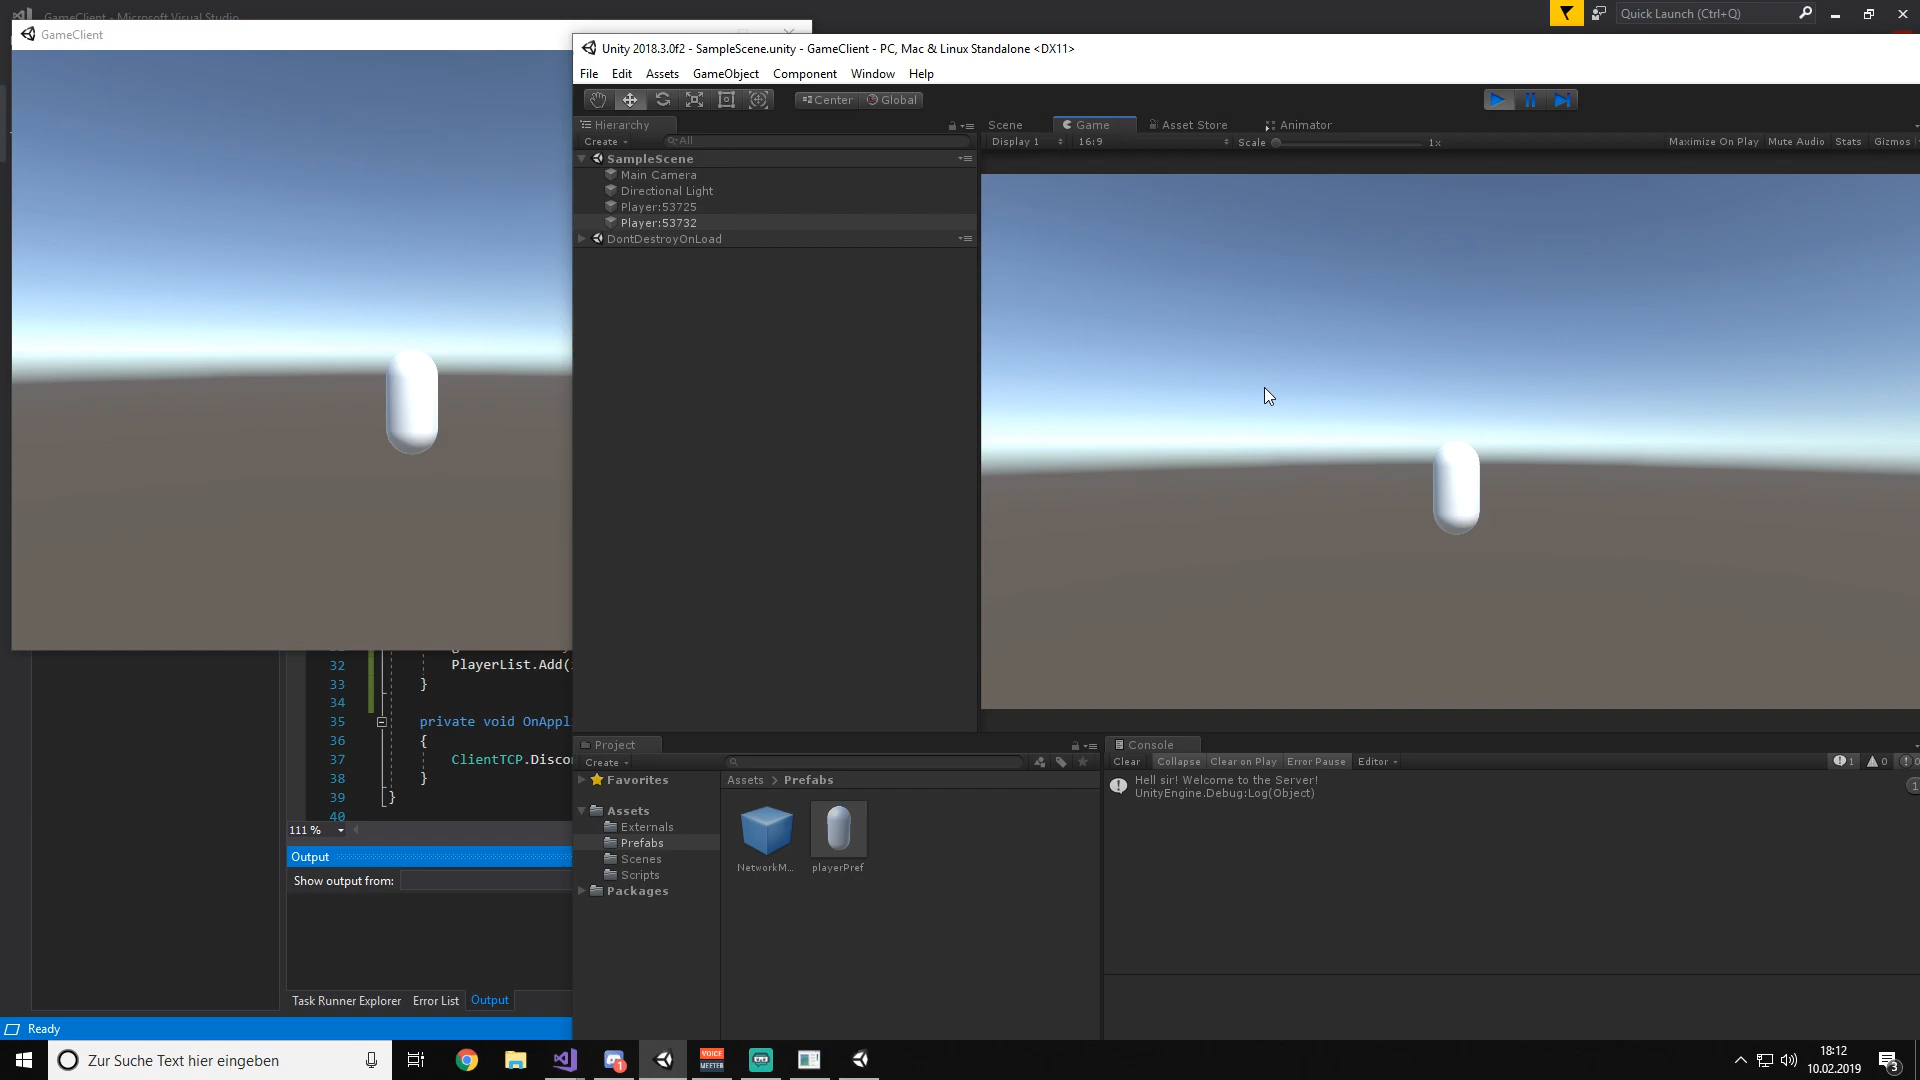 GameClient - Microsoft Visual Studio
Quick Launch (Ctrl+Q)
GameClient
Unity 2018.3.0f2 - SampleScene.unity - GameClient - PC, Mac & Linux Standalone <DX11>
File Edit Assets GameObject Component Window Help
Center Global
Hierarchy
Scene Game Asset Store Animator
Create All
Display 1 16:9 Scale 1x Maximize On Play Mute Audio Stats Gizmos
SampleScene
Main Camera
Directional Light
Player:53725
Player:53732
DontDestroyOnLoad
32 PlayerList.Add(
33 }
34
35 private void OnAppl
36 {
37 ClientTCP.Disco
38 }
39 }
40
111 %
Output
Show output from:
Task Runner Explorer Error List Output
Ready
Project
Create
Favorites
Assets
Externals
Prefabs
Scenes
Scripts
Packages
Assets > Prefabs
NetworkM... playerPref
Console
Clear Collapse Clear on Play Error Pause Editor 1 0 0
Hell sir! Welcome to the Server!
UnityEngine.Debug:Log(Object)
1
Zur Suche Text hier eingeben
1
VOICE
MEETER
18:12
10.02.2019
3